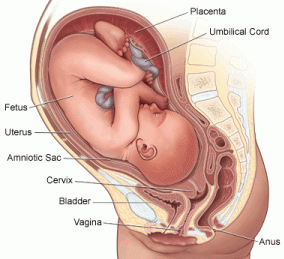 Placenta
Umbilical Cord
Fetus
Uterus
Amniotic Sac
Cervix
Bladder
Vagina
Anus